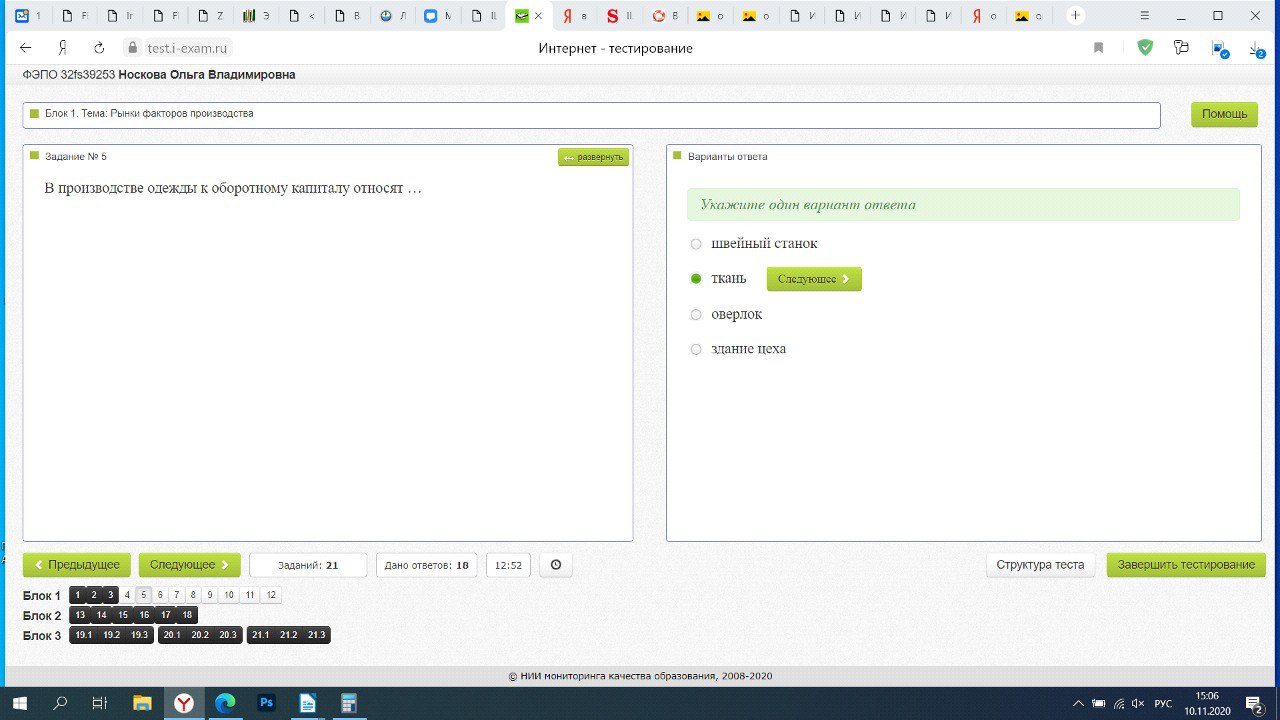 test.i-exam.ru
Интернет - тестирование
ФЭПО 32fs39253 Носкова Ольга Владимировна
Блок 1. Тема: Рынки факторов производства
Помощь
Задание № 5
развернуть
В производстве одежды к оборотному капиталу относят …
Варианты ответа
Укажите один вариант ответа
швейный станок
ткань
Следующее
оверлок
здание цеха
Предыдущее
Следующее
Заданий: 21
Дано ответов: 18
12:52
Структура теста
Завершить тестирование
Блок 1 1 2 3 4 5 6 7 8 9 10 11 12
Блок 2 13 14 15 16 17 18
Блок 3 19.1 19.2 19.3 20.1 20.2 20.3 21.1 21.2 21.3
© НИИ мониторинга качества образования, 2008-2020
Ps
РУС
15:06
10.11.2020
2